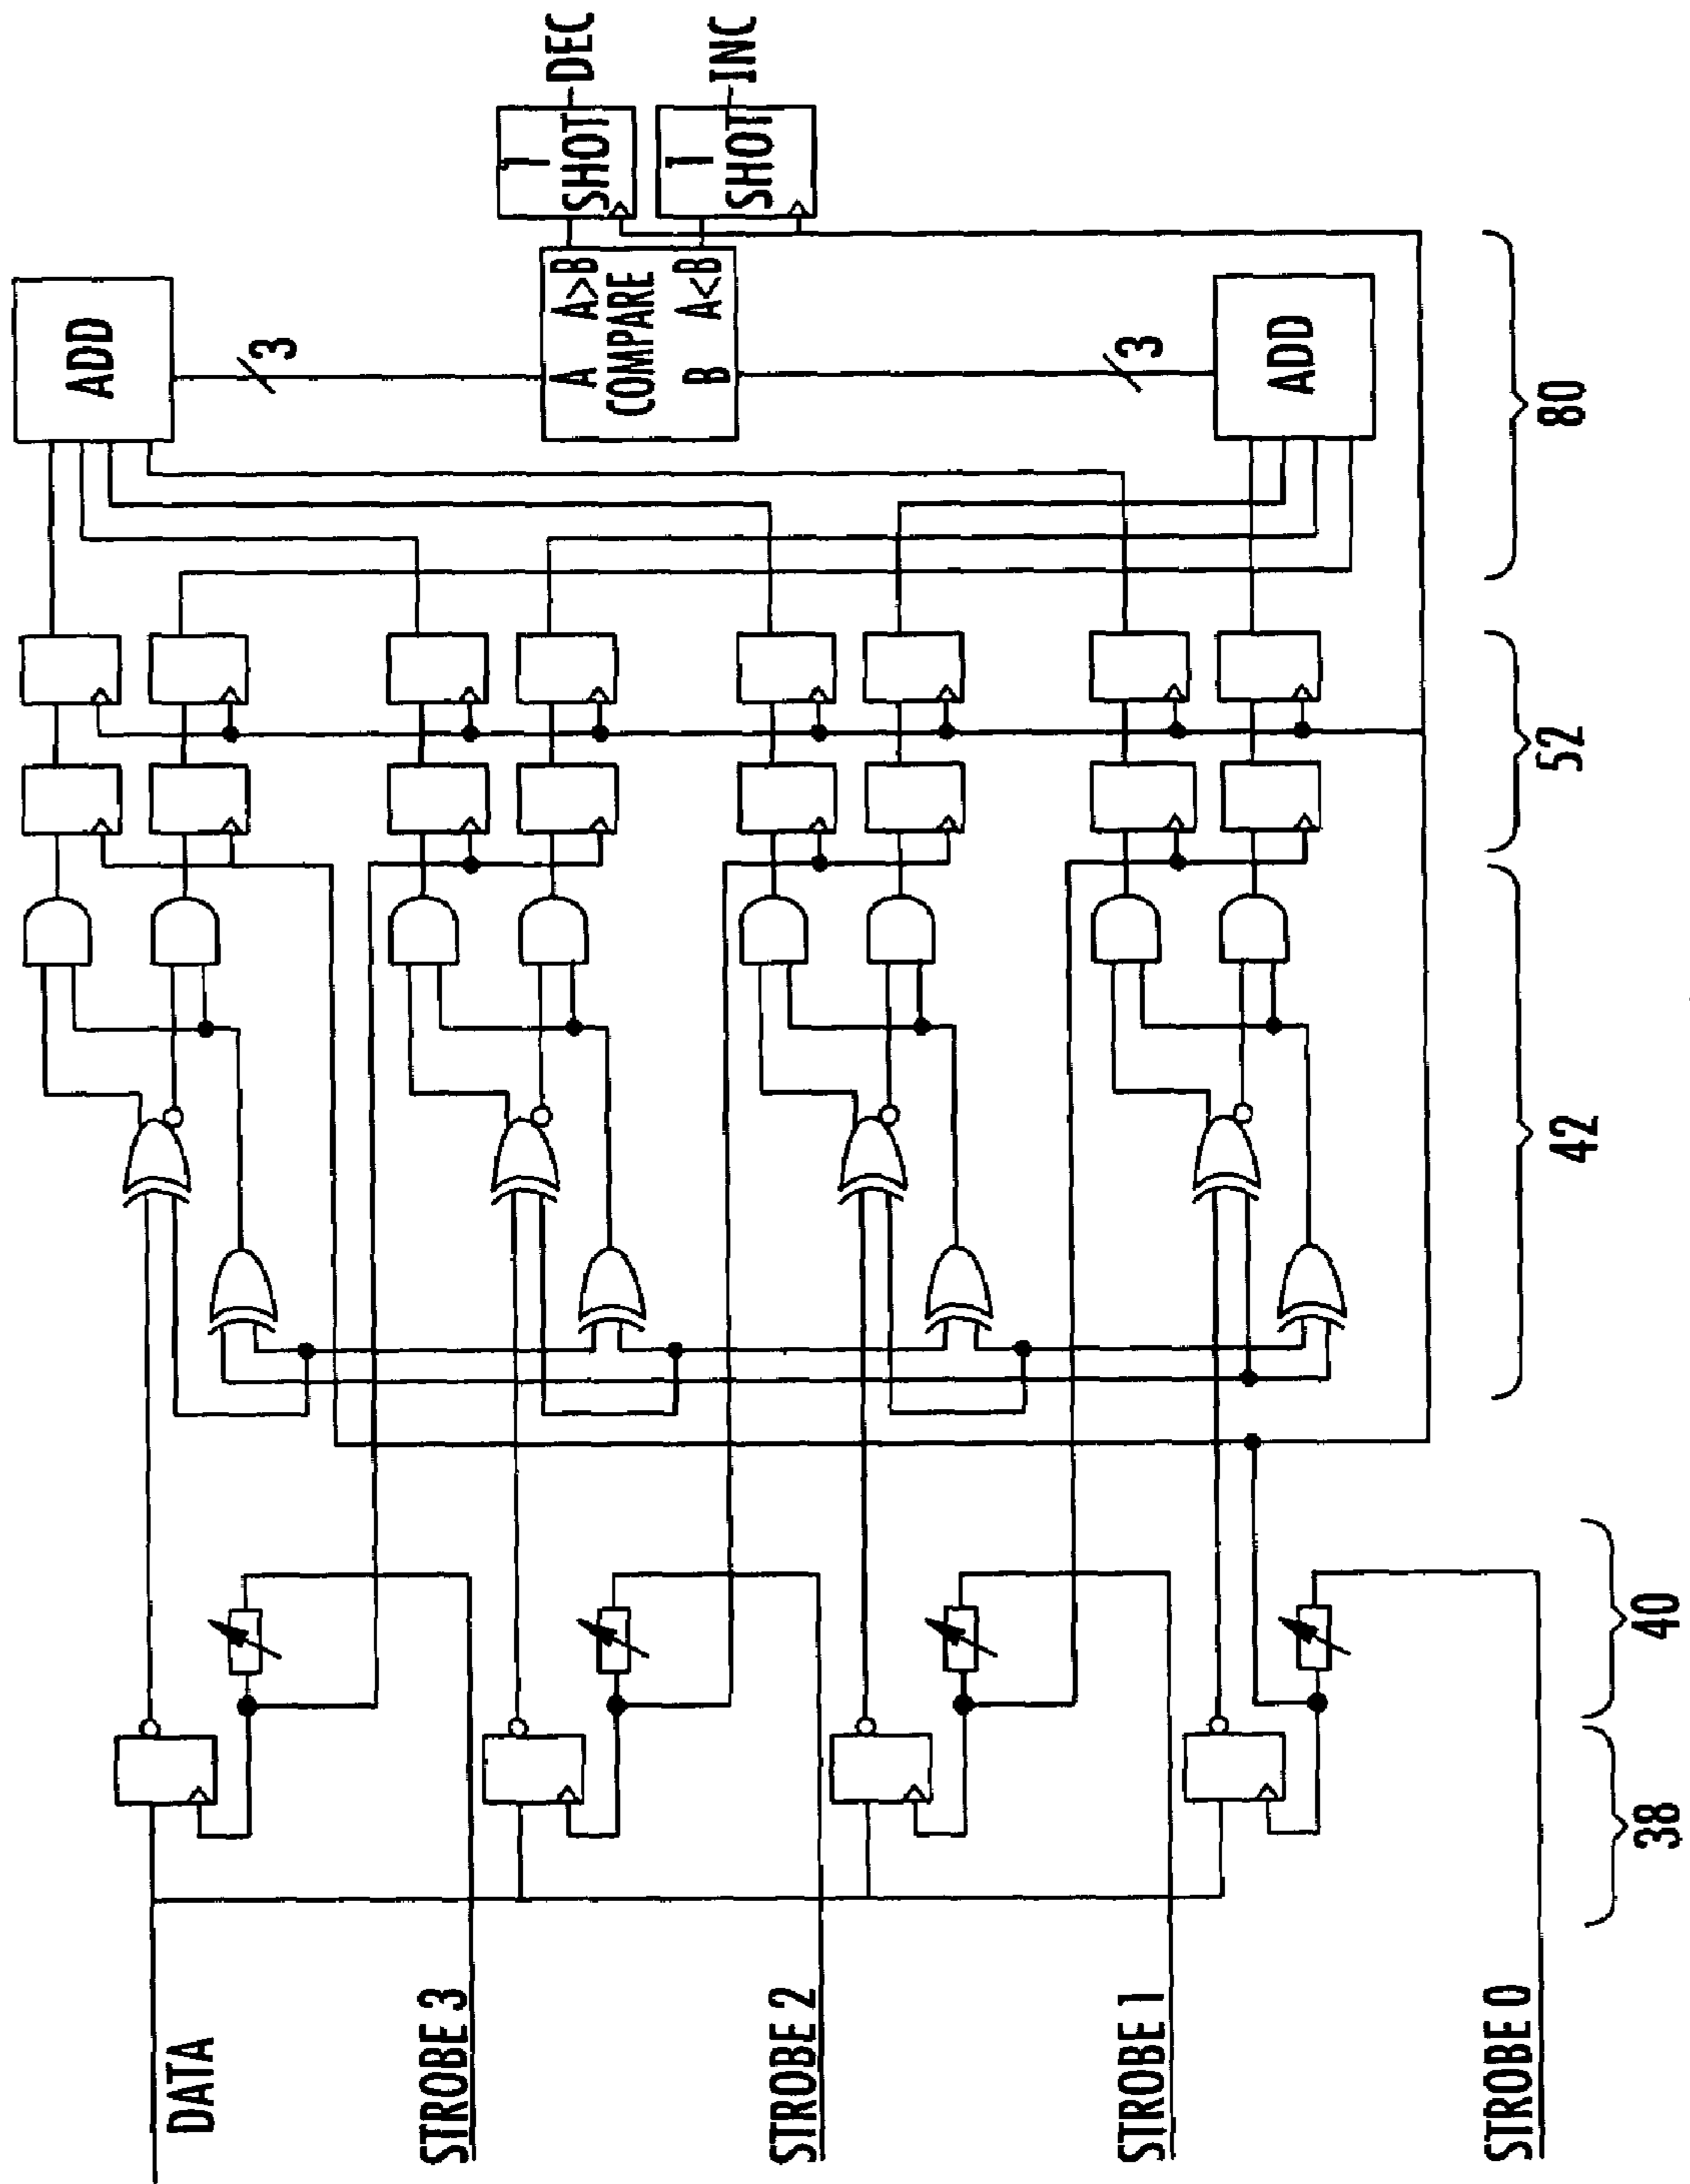 DATA
STROBE 3
STROBE 2
STROBE 1
STROBE 0
38
40
42
52
80
ADD
3
A A>B
COMPARE
B A<B
3
ADD
1
SHOT
DEC
1
SHOT
INC